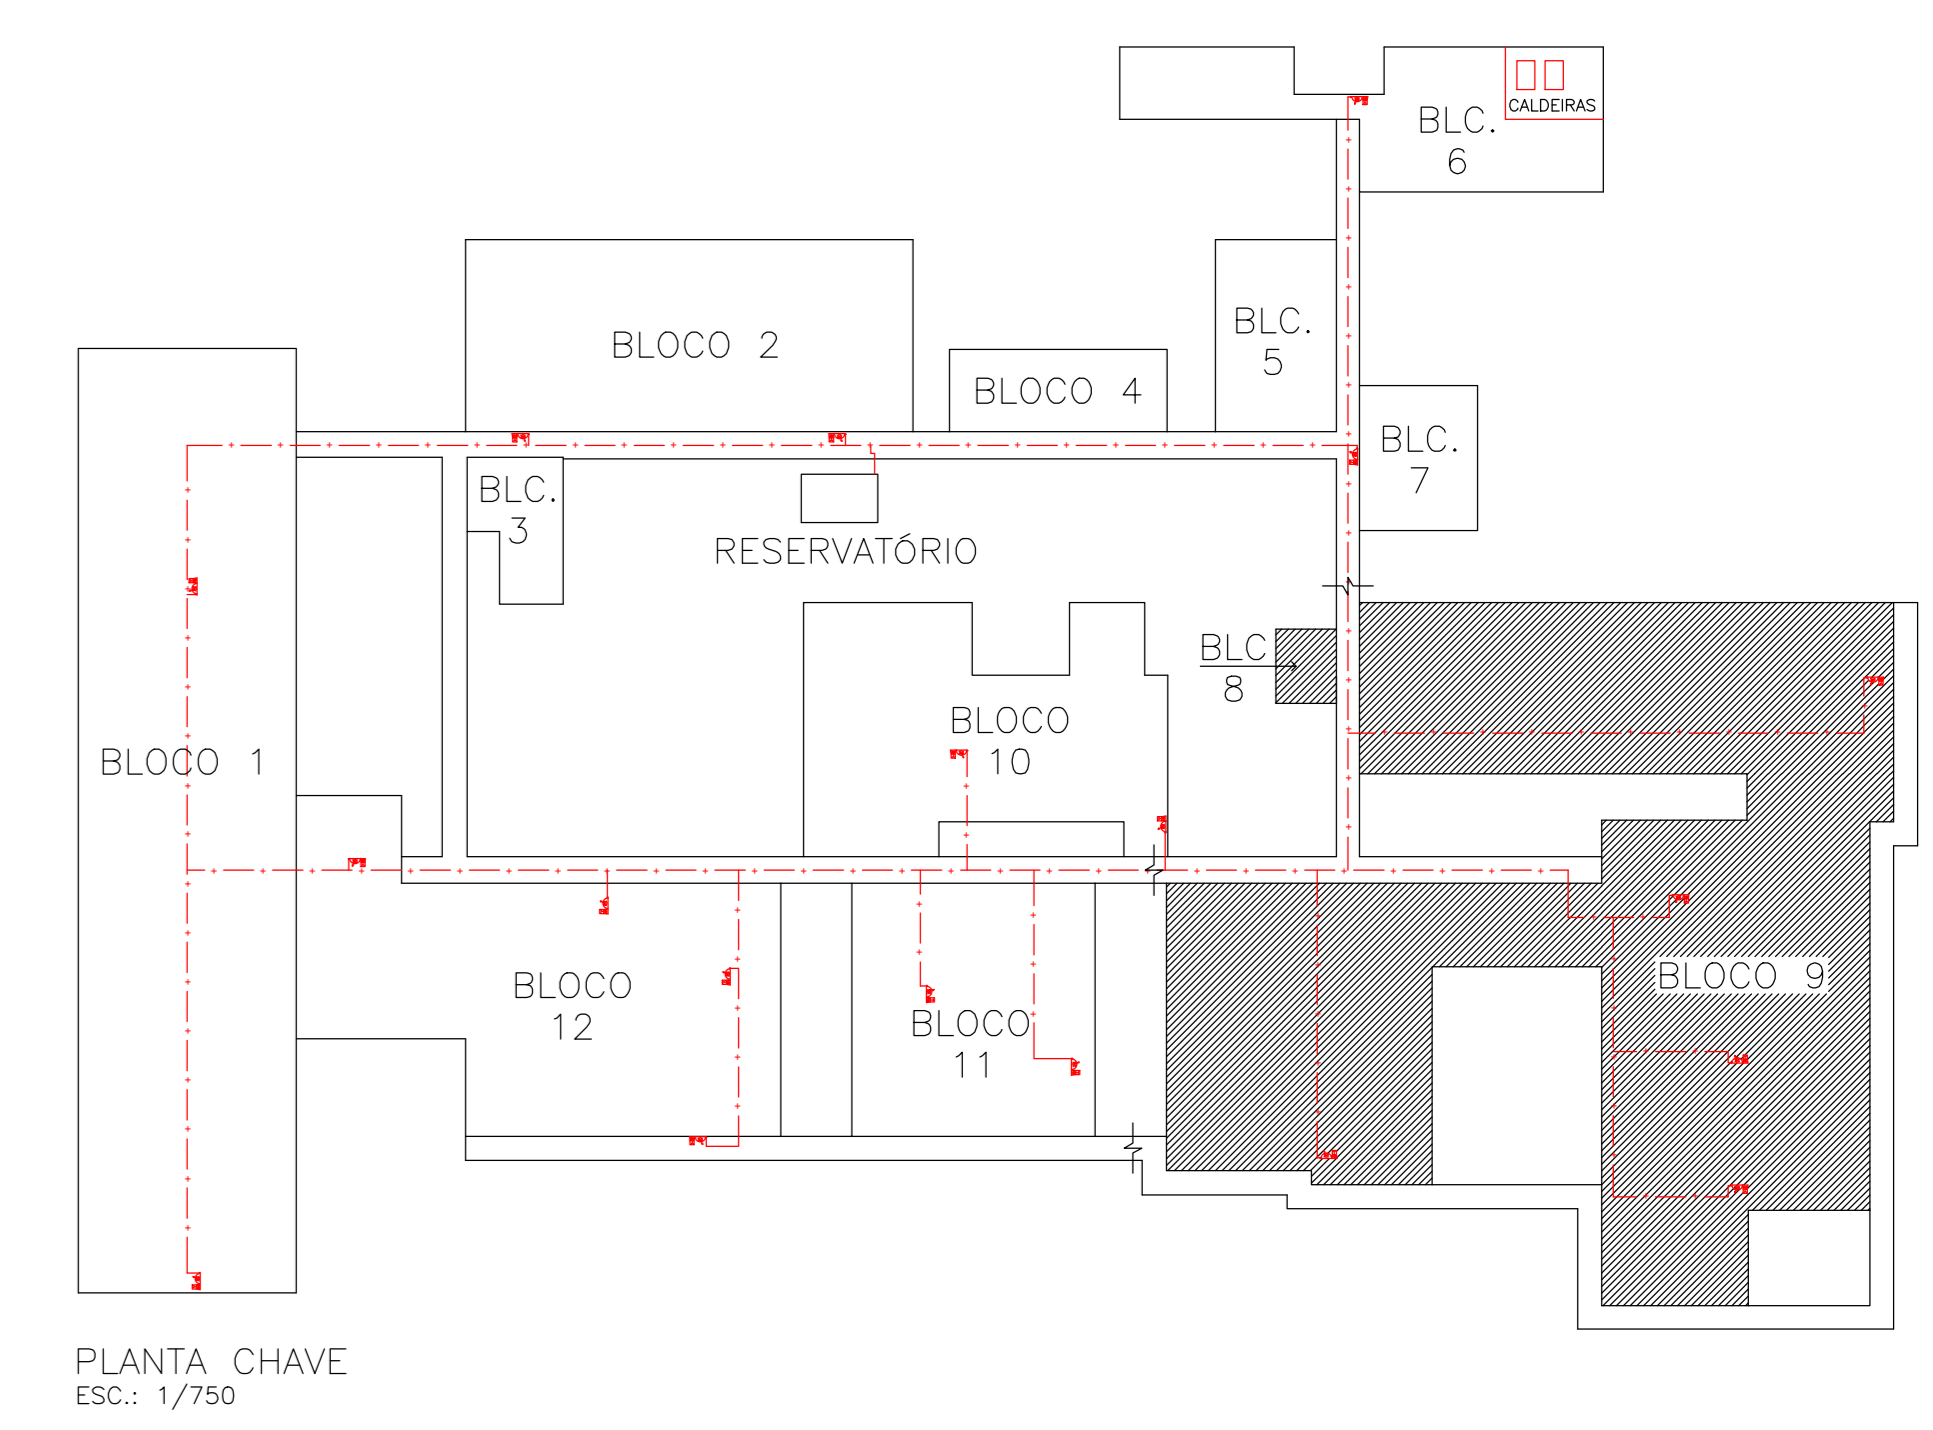 CALDEIRAS
BLC.
6
BLOCO 2
BLC.
5
BLOCO 4
BLC.
7
BLC.
3
RESERVATÓRIO
BLC
8
BLOCO
10
BLOCO 1
BLOCO 9
BLOCO
12
BLOCO
11
PLANTA CHAVE
ESC.: 1/750